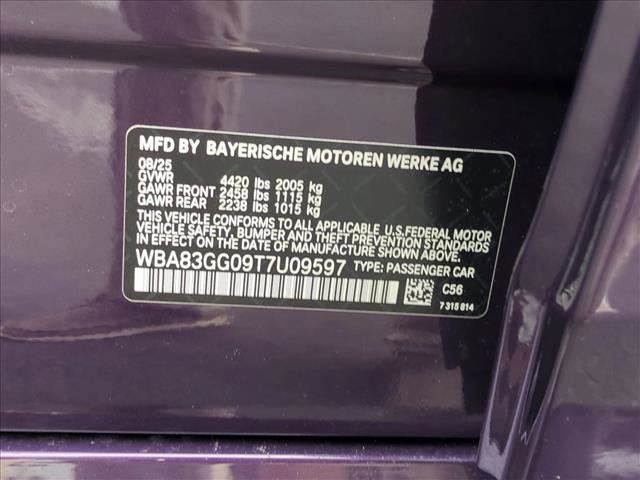 MFD BY BAYERISCHE MOTOREN WERKE AG
08/25
GVWR 4420 lbs 2005 kg
GAWR FRONT 2458 lbs 1115 kg
GAWR REAR 2238 lbs 1015 kg
THIS VEHICLE CONFORMS TO ALL APPLICABLE U.S.FEDERAL MOTOR
VEHICLE SAFETY, BUMPER AND THEFT PREVENTION STANDARDS
IN EFFECT ON THE DATE OF MANUFACTURE SHOWN ABOVE.
WBA83GG09T7U09597 TYPE: PASSENGER CAR
C56
7 315 814